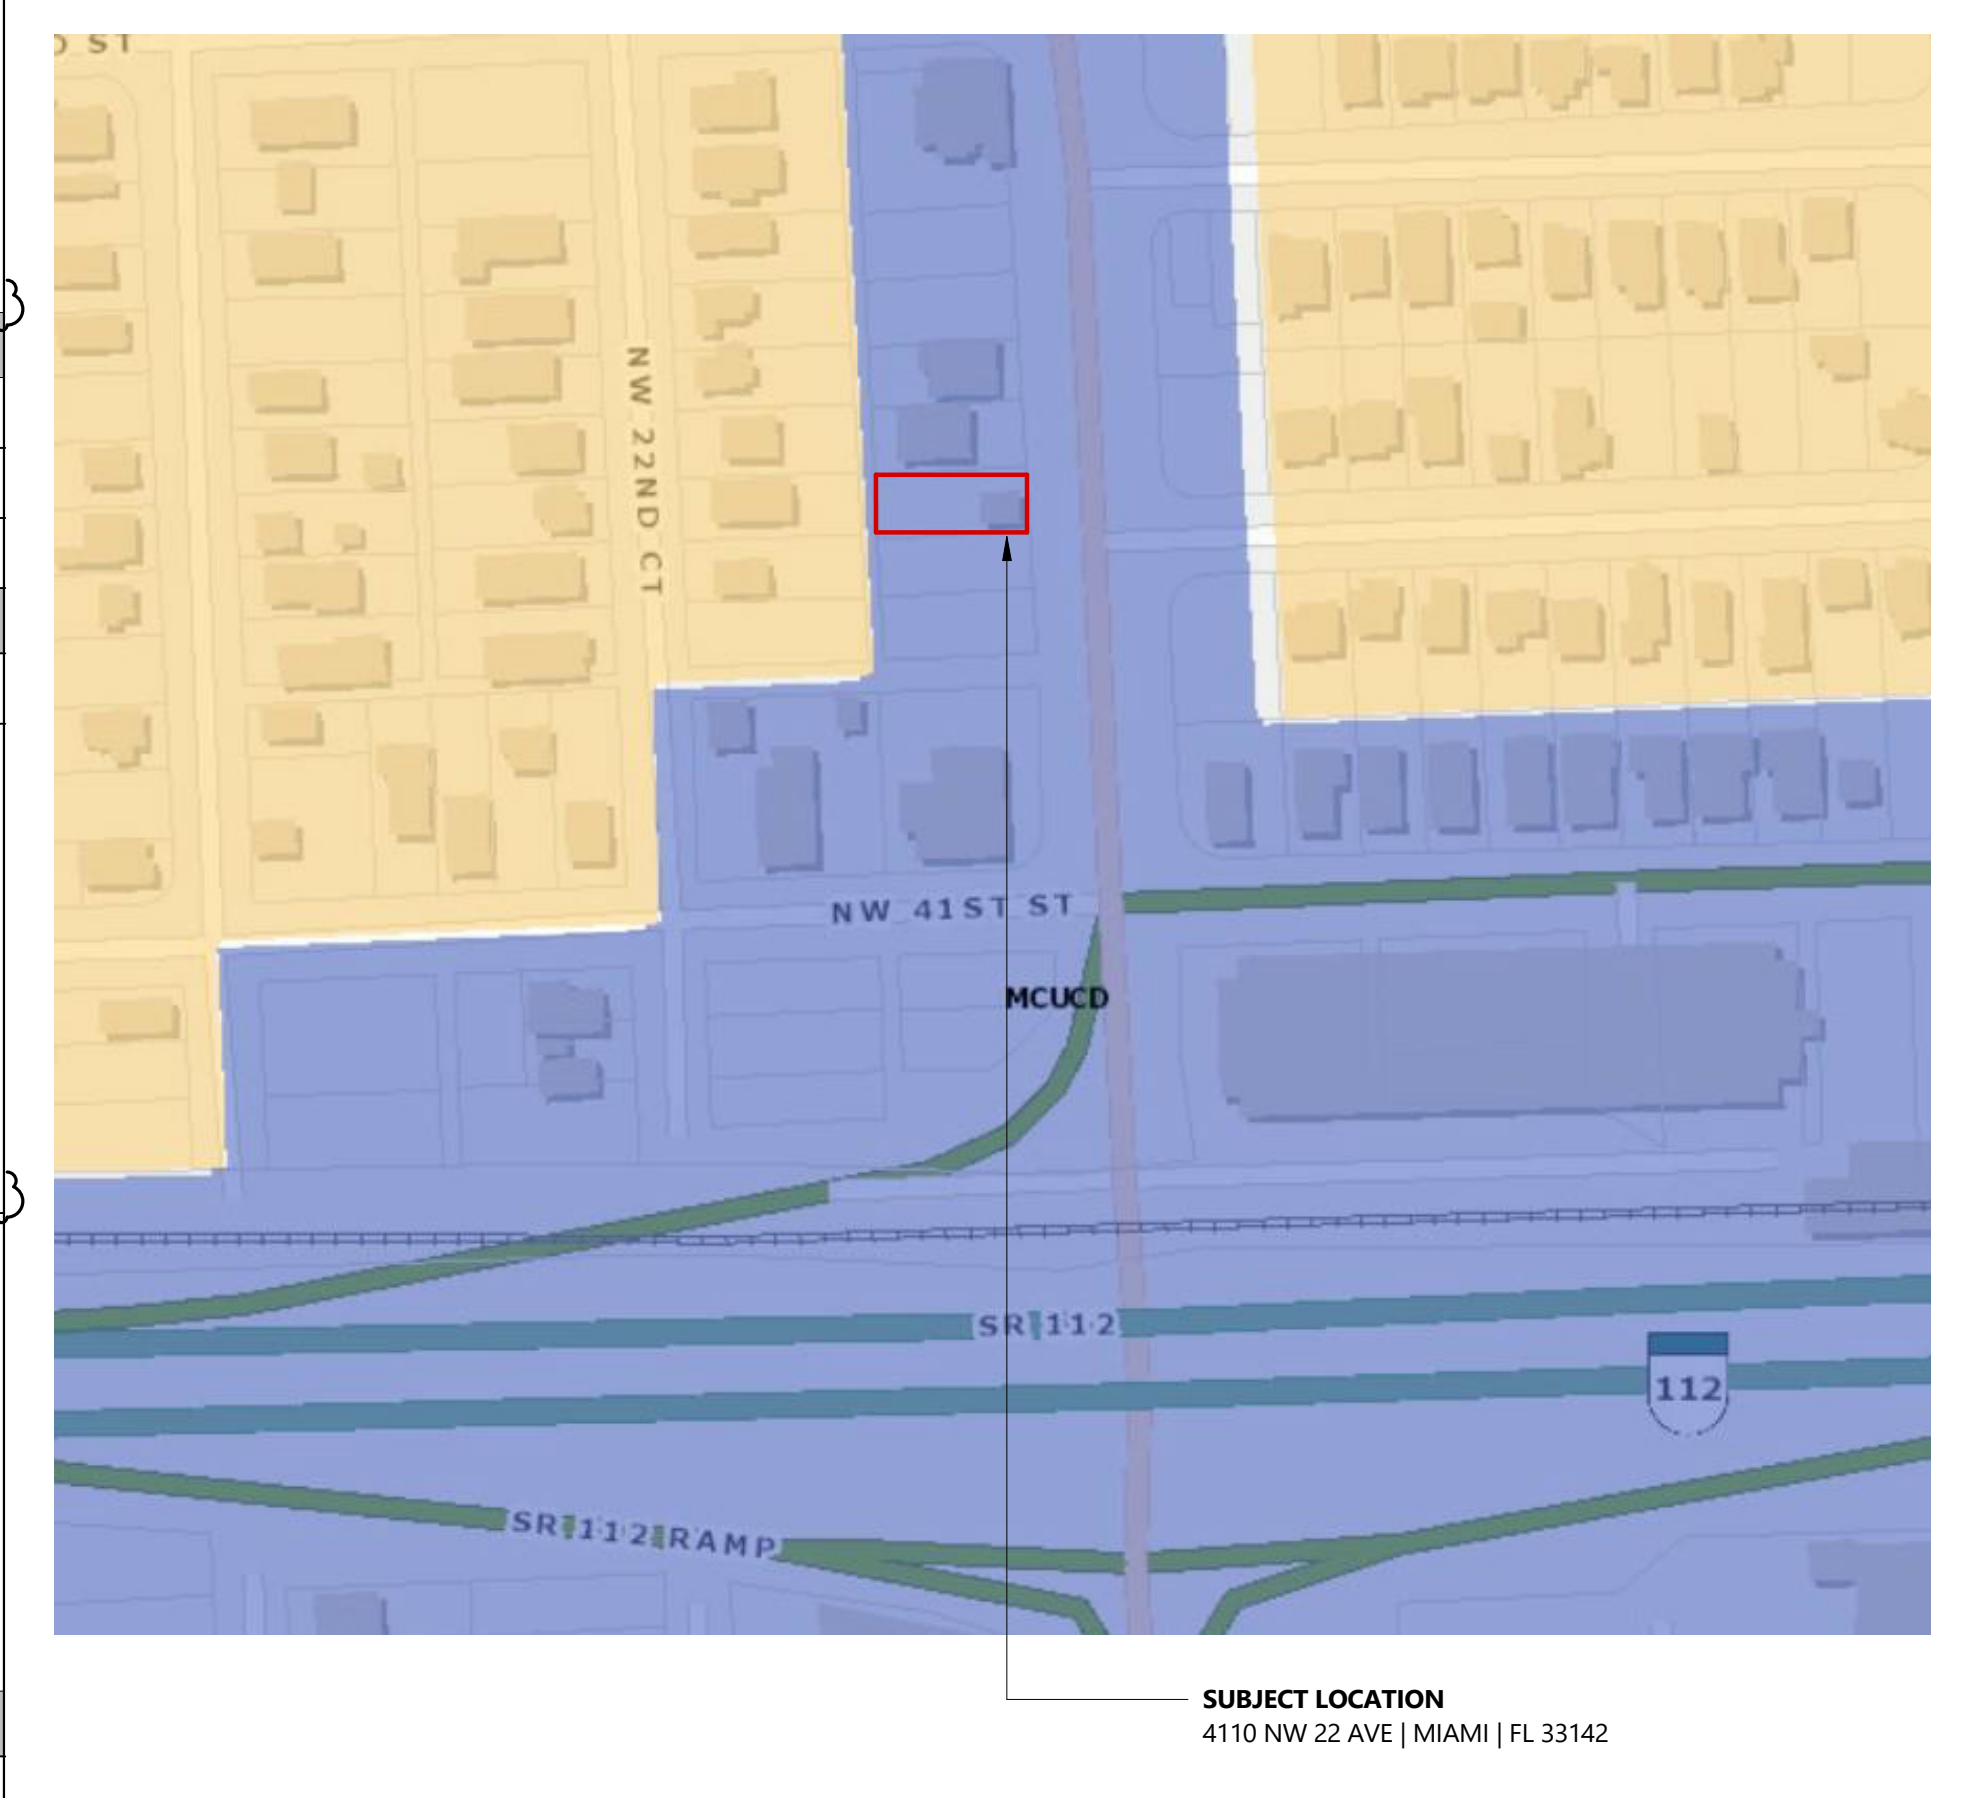 ST
NW 22ND CT
NW 41ST ST
MCUCD
SR 112
112
SR 112 RAMP
SUBJECT LOCATION
4110 NW 22 AVE | MIAMI | FL 33142